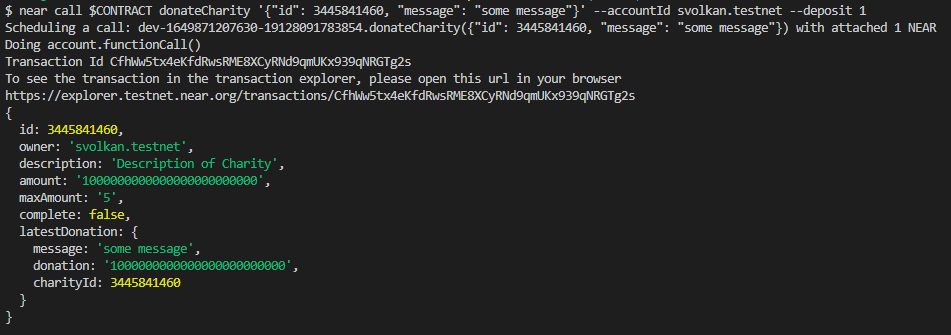 $ near call $CONTRACT donateCharity '{"id": 3445841460, "message": "some message"}' --accountId svolkan.testnet --deposit 1
Scheduling a call: dev-1649871207630-19128091783854.donateCharity({"id": 3445841460, "message": "some message"}) with attached 1 NEAR
Doing account.functionCall()
Transaction Id CfhWw5tx4eKfdRwsRME8XCyRNd9qmUKx939qNRGTg2s
To see the transaction in the transaction explorer, please open this url in your browser
https://explorer.testnet.near.org/transactions/CfhWw5tx4eKfdRwsRME8XCyRNd9qmUKx939qNRGTg2s
{
  id: 3445841460,
  owner: 'svolkan.testnet',
  description: 'Description of Charity',
  amount: '1000000000000000000000000',
  maxAmount: '5',
  complete: false,
  latestDonation: {
    message: 'some message',
    donation: '1000000000000000000000000',
    charityId: 3445841460
  }
}